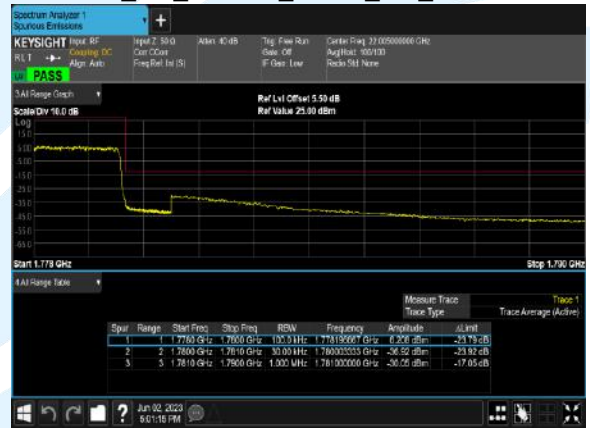 Spectrum Analyzer 1
Spurious Emissions
KEYSIGHT Input: RF
Coupling: DC
Align: Auto
RLT
PASS
Input Z: 50 Ω
Corr CCorr
Freq Ref: Int (S)
Atten: 40 dB
Trig: Free Run
Gate: Off
IF Gain: Low
Center Freq: 22.005000000 GHz
Avg|Hold: 100/100
Radio Std: None
3 All Range Graph
Scale/Div 10.0 dB
Ref Lvl Offset 5.50 dB
Ref Value 25.00 dBm
Log
15.0
5.00
-5.00
-15.0
-25.0
-35.0
-45.0
-55.0
-65.0
Start 1.778 GHz
Stop 1.790 GHz
4 All Range Table
Measure Trace Trace 1
Trace Type Trace Average (Active)
Spur Range Start Freq Stop Freq RBW Frequency Amplitude ΔLimit
1 1 1.7780 GHz 1.7800 GHz 100.0 kHz 1.778196667 GHz 6.208 dBm -23.79 dB
2 2 1.7800 GHz 1.7810 GHz 30.00 kHz 1.780003333 GHz -36.92 dBm -23.92 dB
3 3 1.7810 GHz 1.7900 GHz 1.000 MHz 1.781000000 GHz -30.05 dBm -17.05 dB
Jun 02, 2023
5:01:15 PM